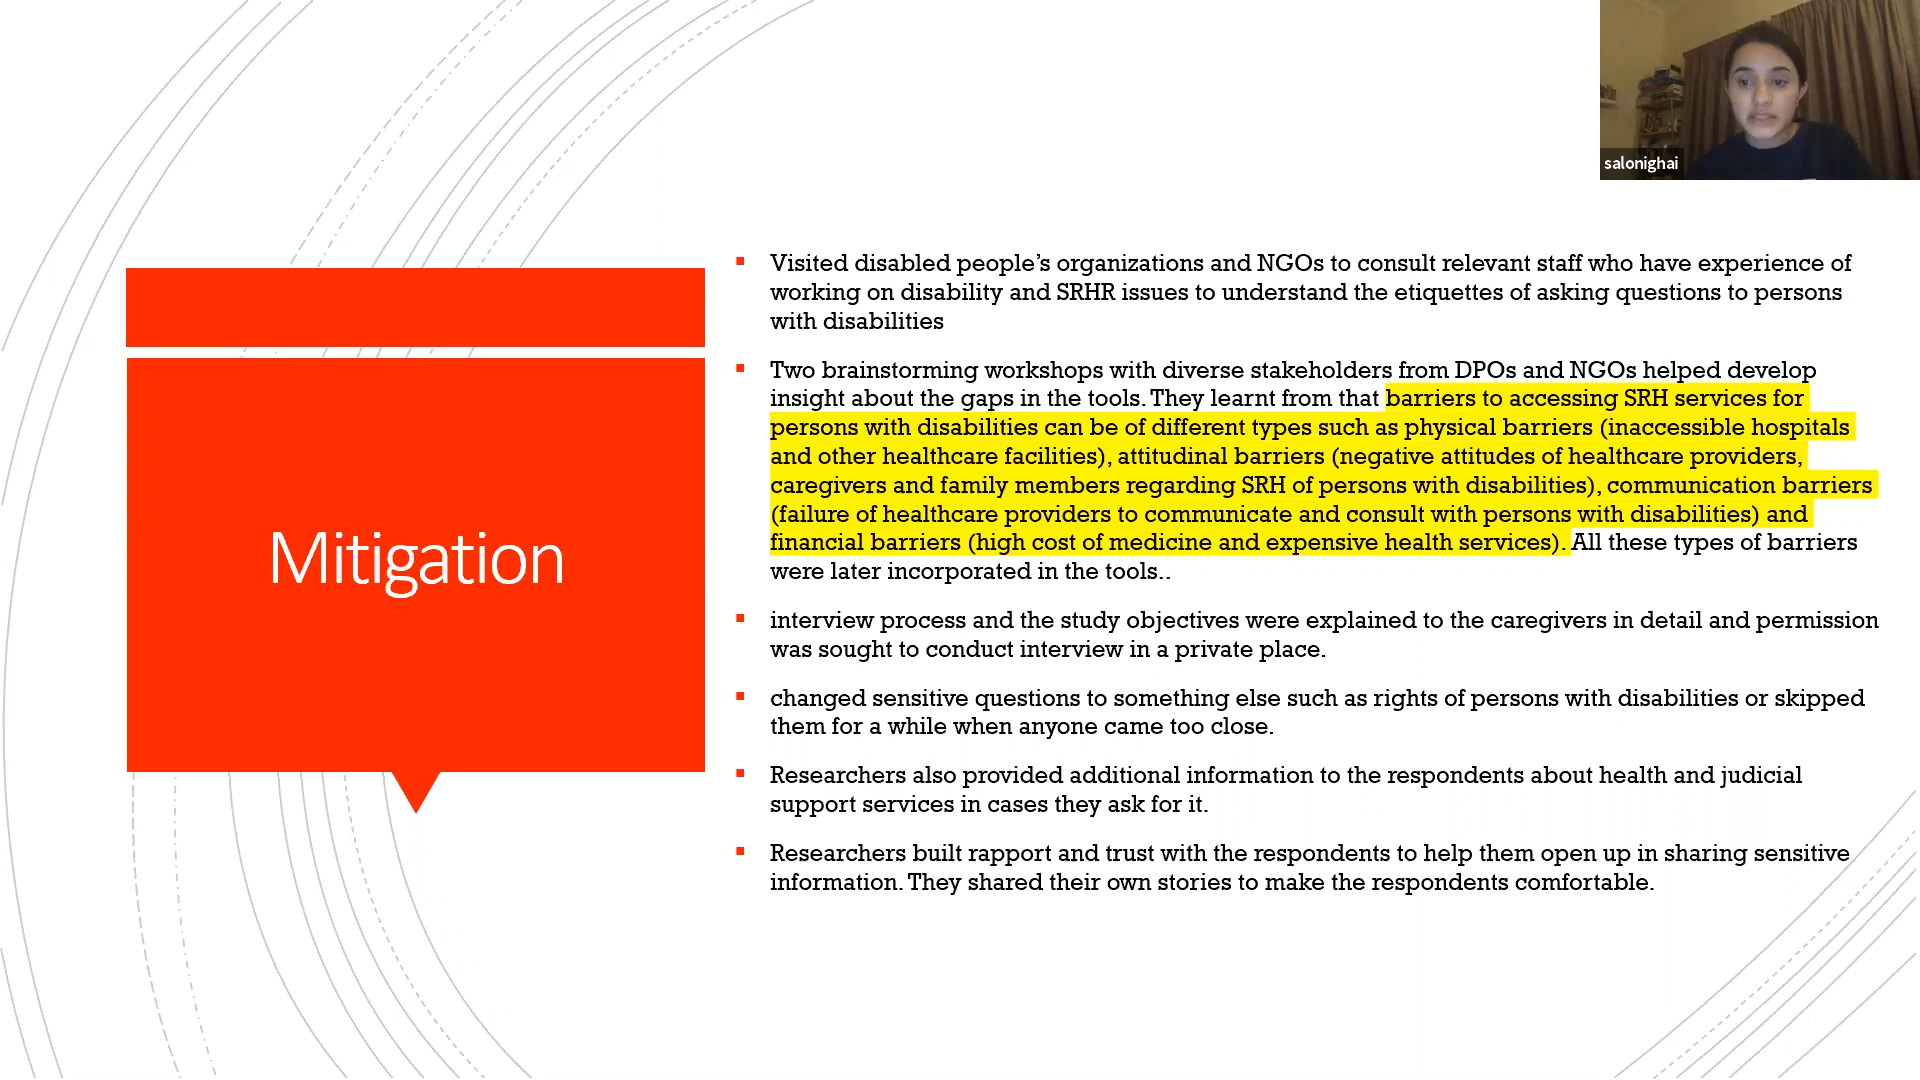 salonighai
Mitigation
Visited disabled people’s organizations and NGOs to consult relevant staff who have experience of
working on disability and SRHR issues to understand the etiquettes of asking questions to persons
with disabilities
Two brainstorming workshops with diverse stakeholders from DPOs and NGOs helped develop
insight about the gaps in the tools. They learnt from that barriers to accessing SRH services for
persons with disabilities can be of different types such as physical barriers (inaccessible hospitals
and other healthcare facilities), attitudinal barriers (negative attitudes of healthcare providers,
caregivers and family members regarding SRH of persons with disabilities), communication barriers
(failure of healthcare providers to communicate and consult with persons with disabilities) and
financial barriers (high cost of medicine and expensive health services). All these types of barriers
were later incorporated in the tools..
interview process and the study objectives were explained to the caregivers in detail and permission
was sought to conduct interview in a private place.
changed sensitive questions to something else such as rights of persons with disabilities or skipped
them for a while when anyone came too close.
Researchers also provided additional information to the respondents about health and judicial
support services in cases they ask for it.
Researchers built rapport and trust with the respondents to help them open up in sharing sensitive
information. They shared their own stories to make the respondents comfortable.